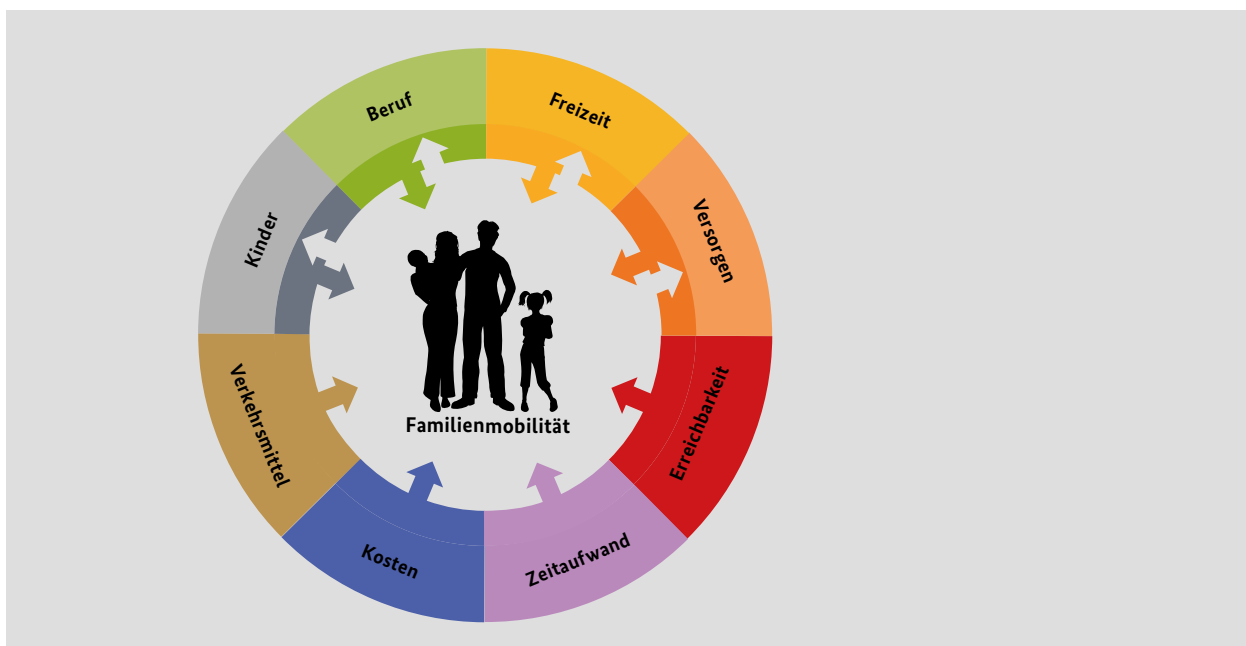 Beruf
Freizeit
Versorgen
Erreichbarkeit
Zeitaufwand
Kosten
Verkehrsmittel
Kinder
Familienmobilität